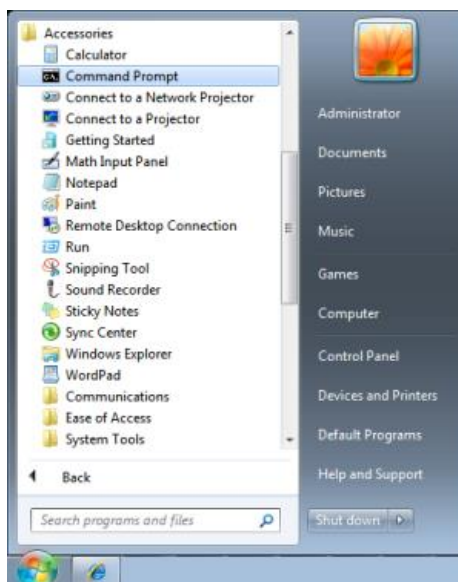 Accessories
Calculator
Command Prompt
Connect to a Network Projector
Connect to a Projector
Getting Started
Math Input Panel
Notepad
Paint
Remote Desktop Connection
Run
Snipping Tool
Sound Recorder
Sticky Notes
Sync Center
Windows Explorer
WordPad
Communications
Ease of Access
System Tools
Back
Search programs and files
Administrator
Documents
Pictures
Music
Games
Computer
Control Panel
Devices and Printers
Default Programs
Help and Support
Shut down